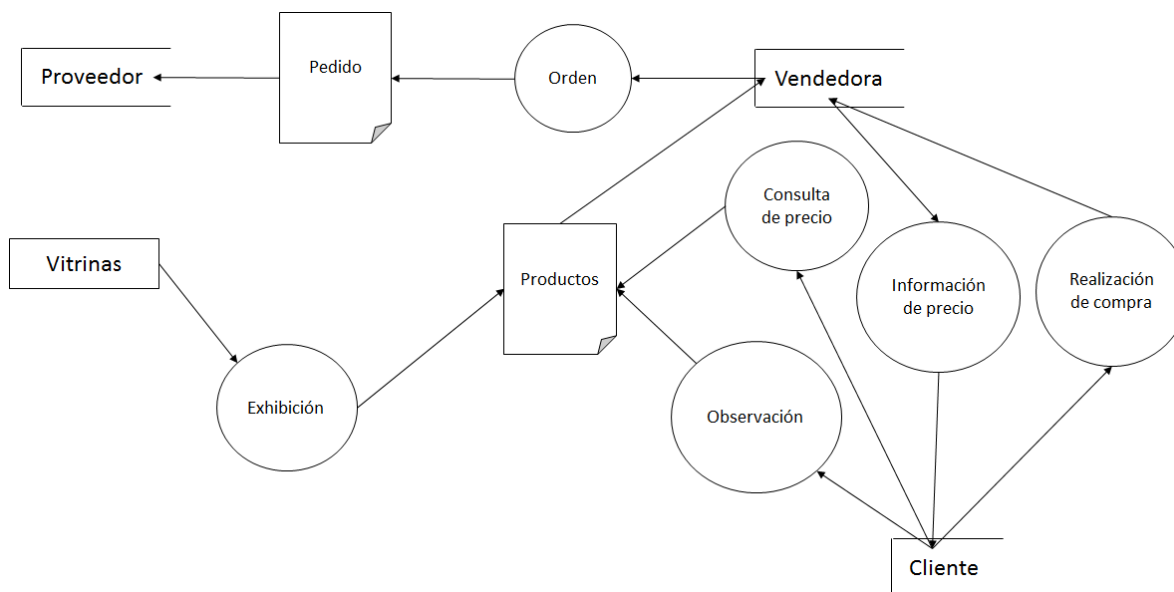 Proveedor
Pedido
Orden
Vendedora
Consulta
de precio
Vitrinas
Productos
Información
de precio
Realización
de compra
Exhibición
Observación
Cliente